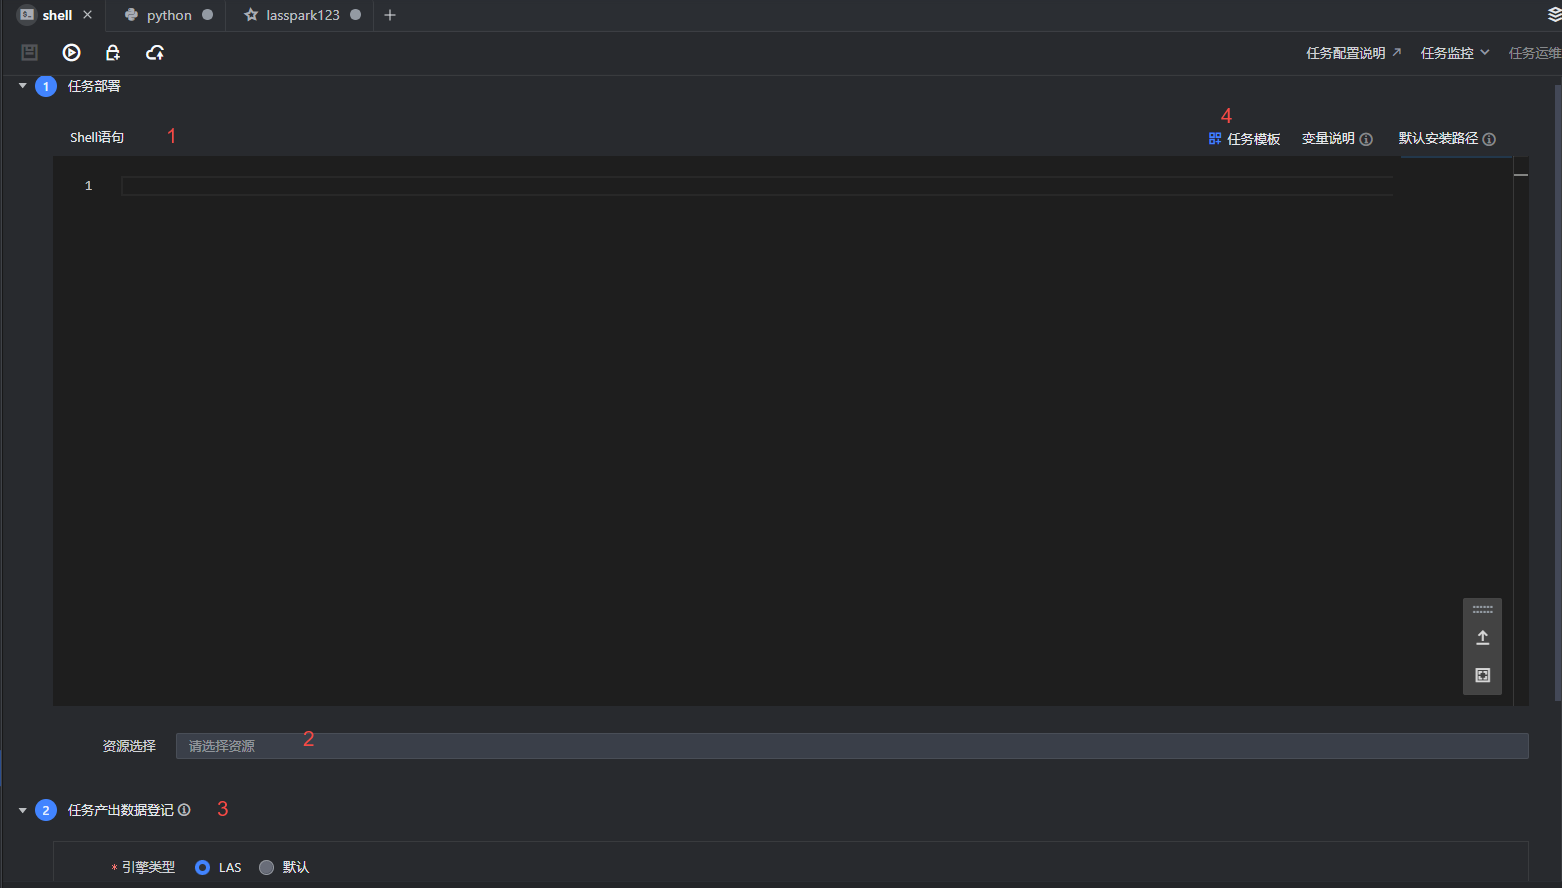 shell python lasspark123
任务配置说明 任务监控 任务运维
1 任务部署
4
Shell语句 1 任务模板 变量说明 默认安装路径
1
资源选择 请选择资源 2
2 任务产出数据登记 3
* 引擎类型 LAS 默认